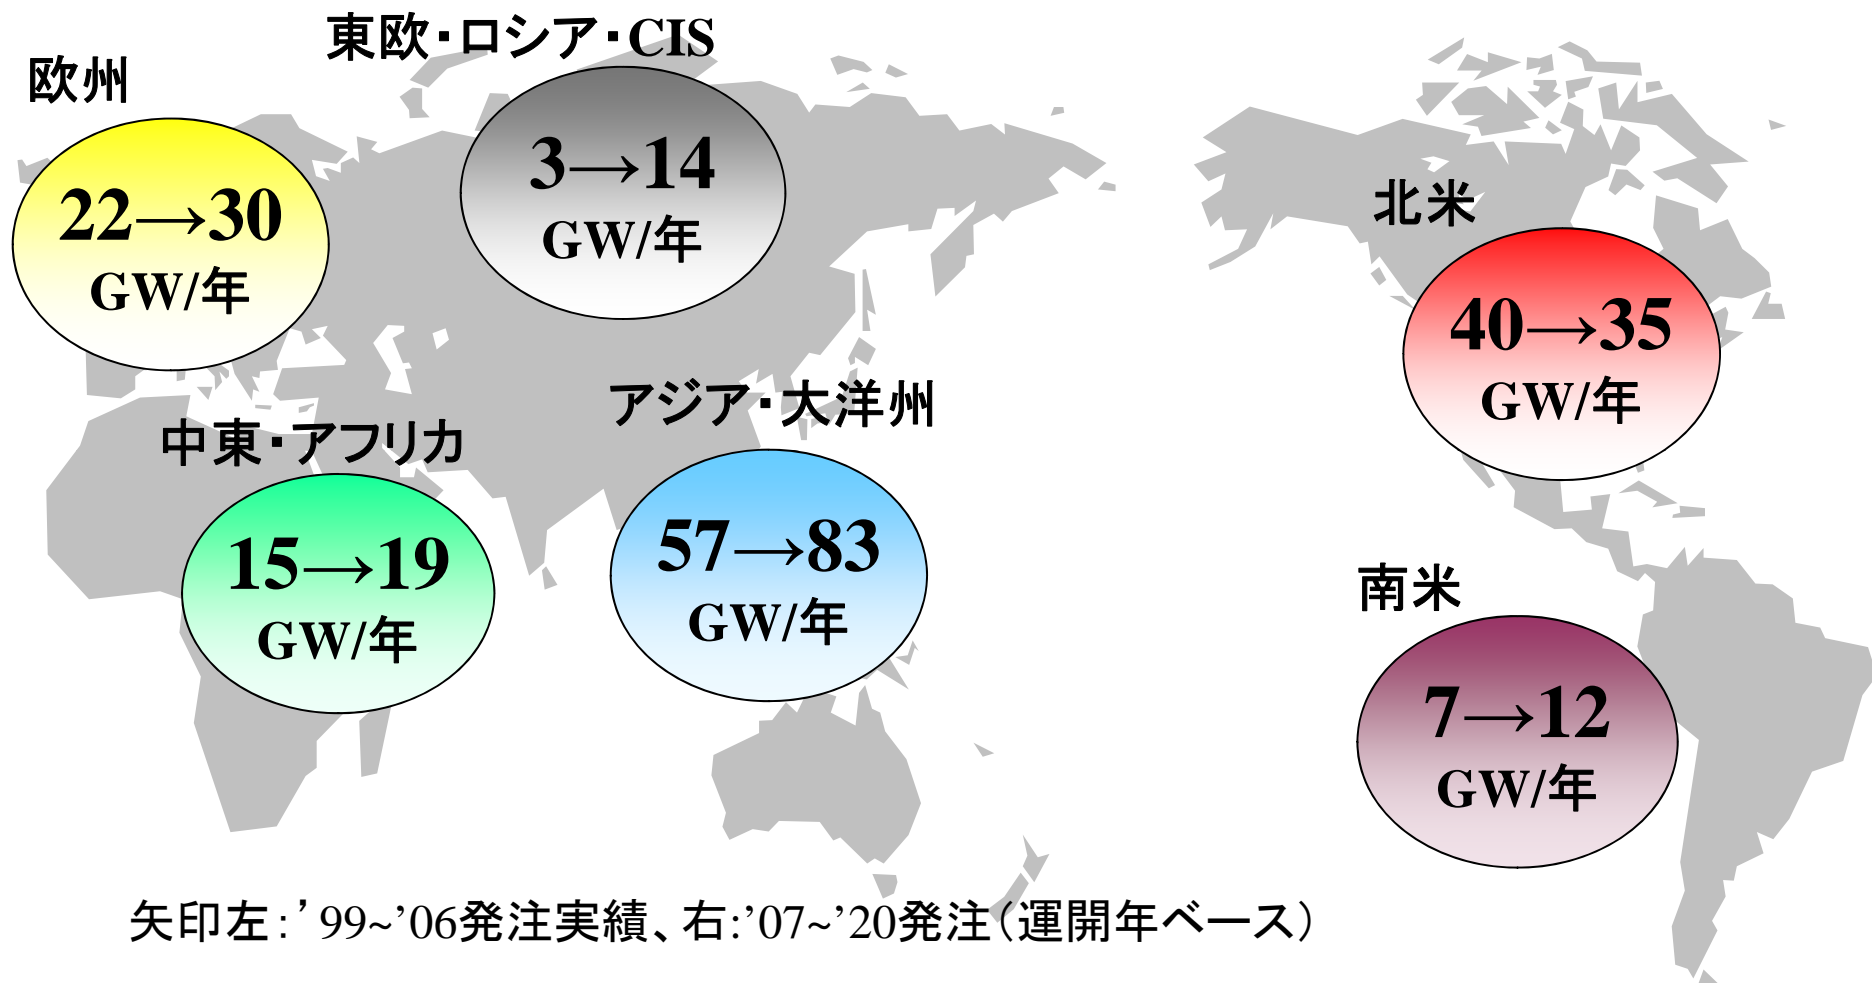 東欧・ロシア・CIS
欧州
3→14
GW/年
22→30
GW/年
北米
40→35
GW/年
アジア・大洋州
中東・アフリカ
57→83
GW/年
15→19
GW/年
南米
7→12
GW/年
矢印左：’99~’06発注実績、右:’07~’20発注（運開年ベース）